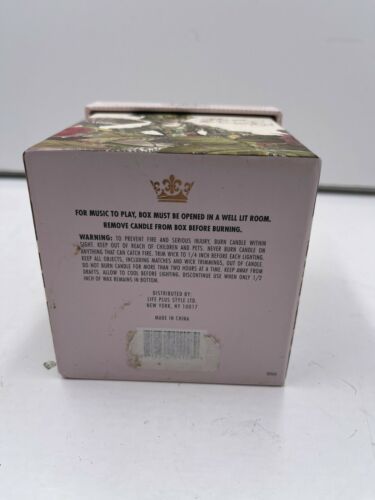 FOR MUSIC TO PLAY, BOX MUST BE OPENED IN A WELL LIT ROOM.
REMOVE CANDLE FROM BOX BEFORE BURNING.
WARNING: TO PREVENT FIRE AND SERIOUS INJURY, BURN CANDLE WITHIN
SIGHT. KEEP OUT OF REACH OF CHILDREN AND PETS. NEVER BURN CANDLE ON
ANYTHING THAT CAN CATCH FIRE. TRIM WICK TO 1/4 INCH BEFORE EACH LIGHTING.
KEEP ALL OBJECTS, INCLUDING MATCHES AND WICK TRIMMINGS, OUT OF CANDLE.
DO NOT BURN CANDLE FOR MORE THAN TWO HOURS AT A TIME. KEEP AWAY FROM
DRAFTS. ALLOW TO COOL BEFORE LIGHTING. DISCONTINUE USE WHEN ONLY 1/2
INCH OF WAX REMAINS IN BOTTOM.
DISTRIBUTED BY:
LIFE PLUS STYLE LTD.
NEW YORK, NY 10017
MADE IN CHINA